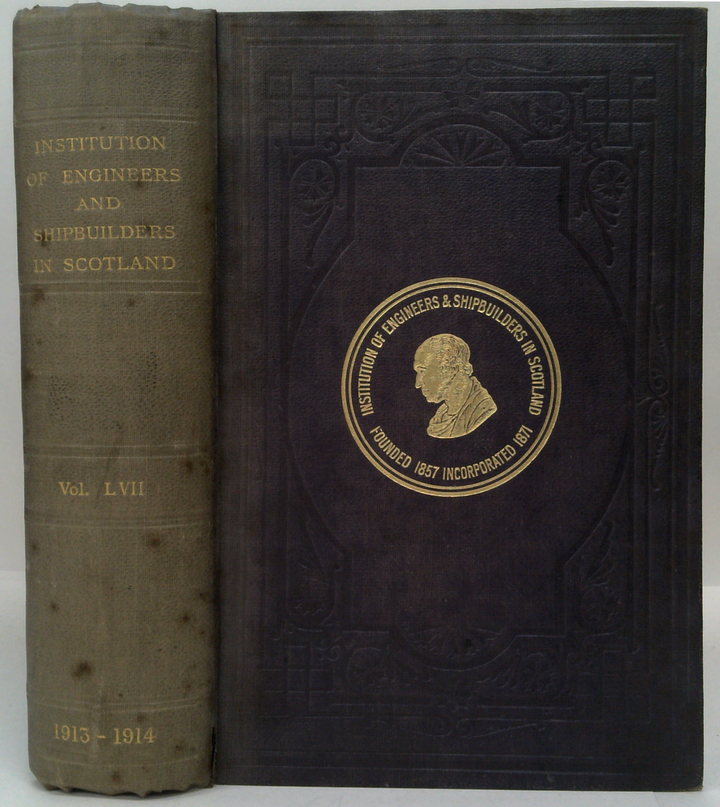 INSTITUTION
OF ENGINEERS
AND
SHIPBUILDERS
IN SCOTLAND
Vol. LVII
1913 - 1914
INSTITUTION OF ENGINEERS & SHIPBUILDERS IN SCOTLAND
FOUNDED 1857 INCORPORATED 1871